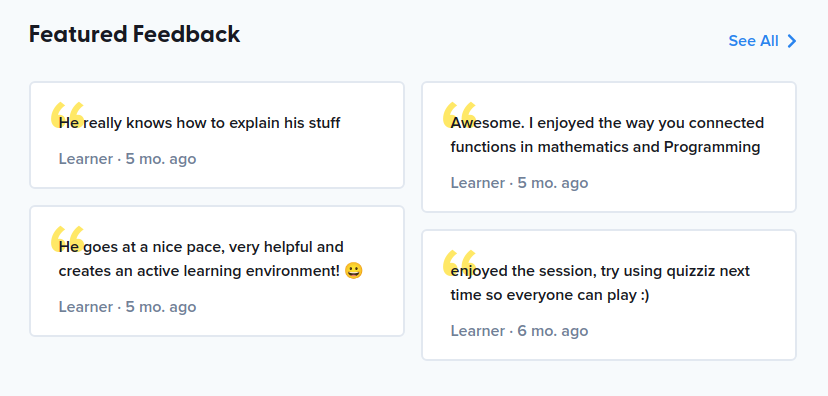 Featured Feedback
See All
He really knows how to explain his stuff
Learner · 5 mo. ago
He goes at a nice pace, very helpful and
creates an active learning environment! 😀
Learner · 5 mo. ago
Awesome. I enjoyed the way you connected
functions in mathematics and Programming
Learner · 5 mo. ago
enjoyed the session, try using quizziz next
time so everyone can play :)
Learner · 6 mo. ago